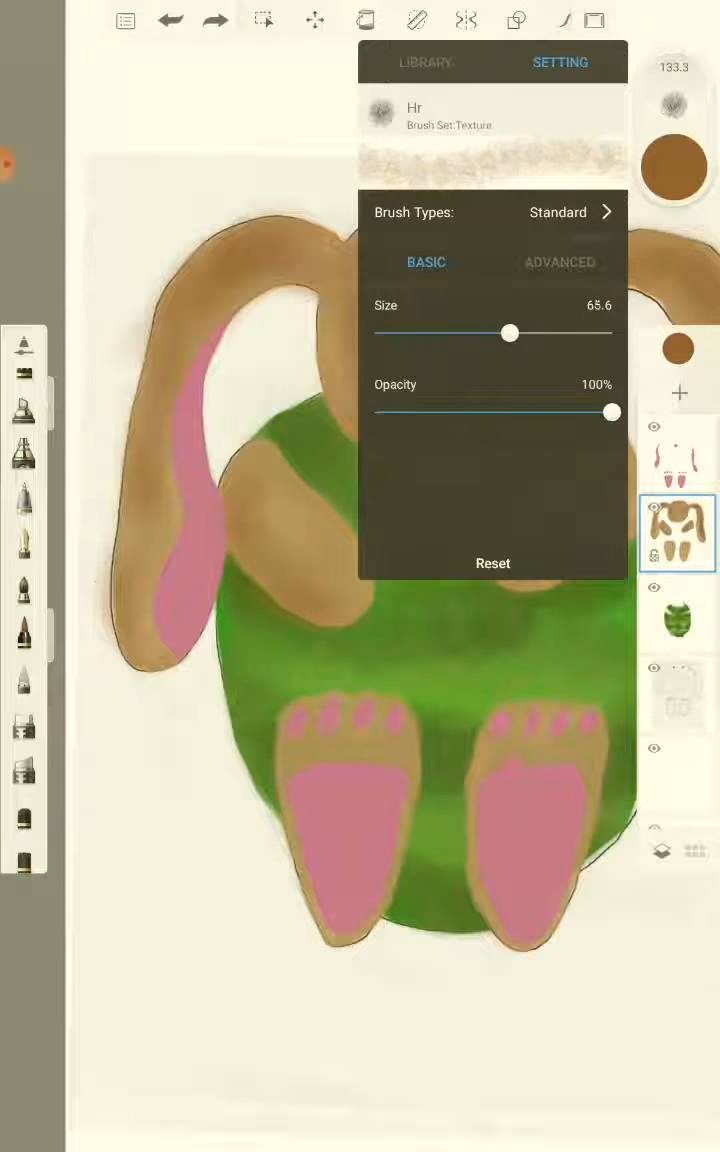 LIBRARY SETTING
133.3
Hr
Brush Set:Texture
Brush Types: Standard
BASIC ADVANCED
Size 65.6
Opacity 100%
Reset